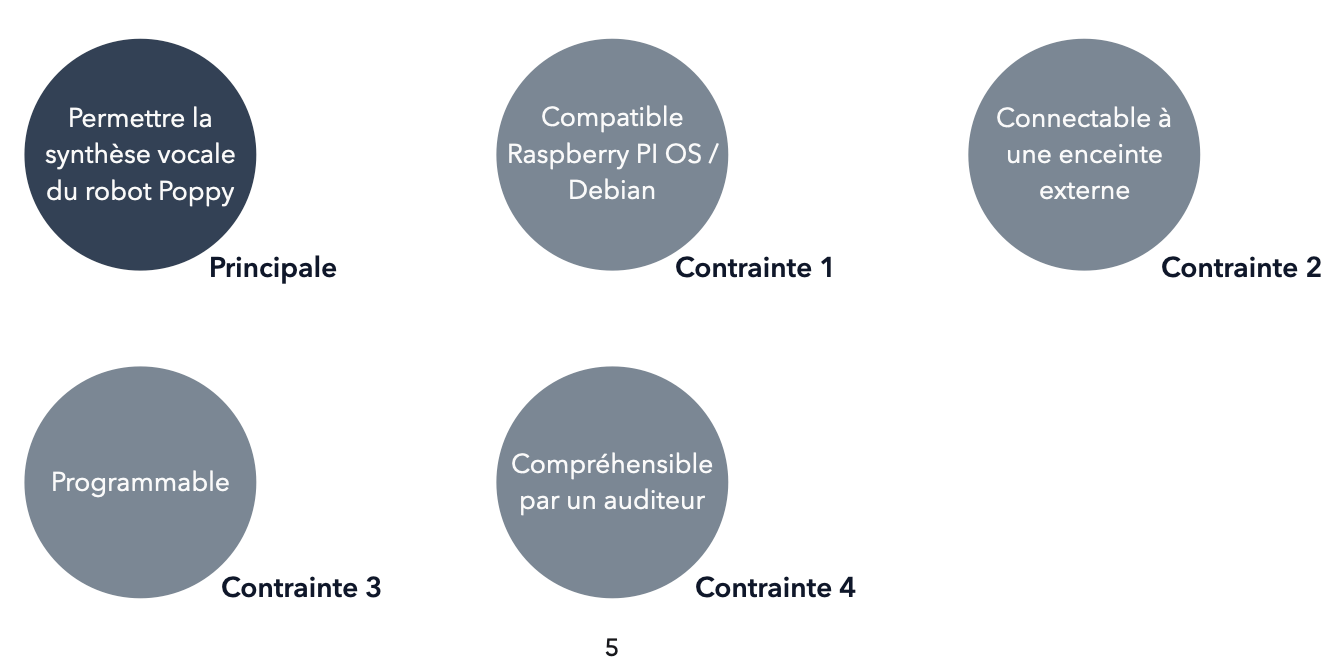 Permettre la
synthèse vocale
du robot Poppy
Principale
Compatible
Raspberry PI OS /
Debian
Contrainte 1
Connectable à
une enceinte
externe
Contrainte 2
Programmable
Contrainte 3
Compréhensible
par un auditeur
Contrainte 4
5